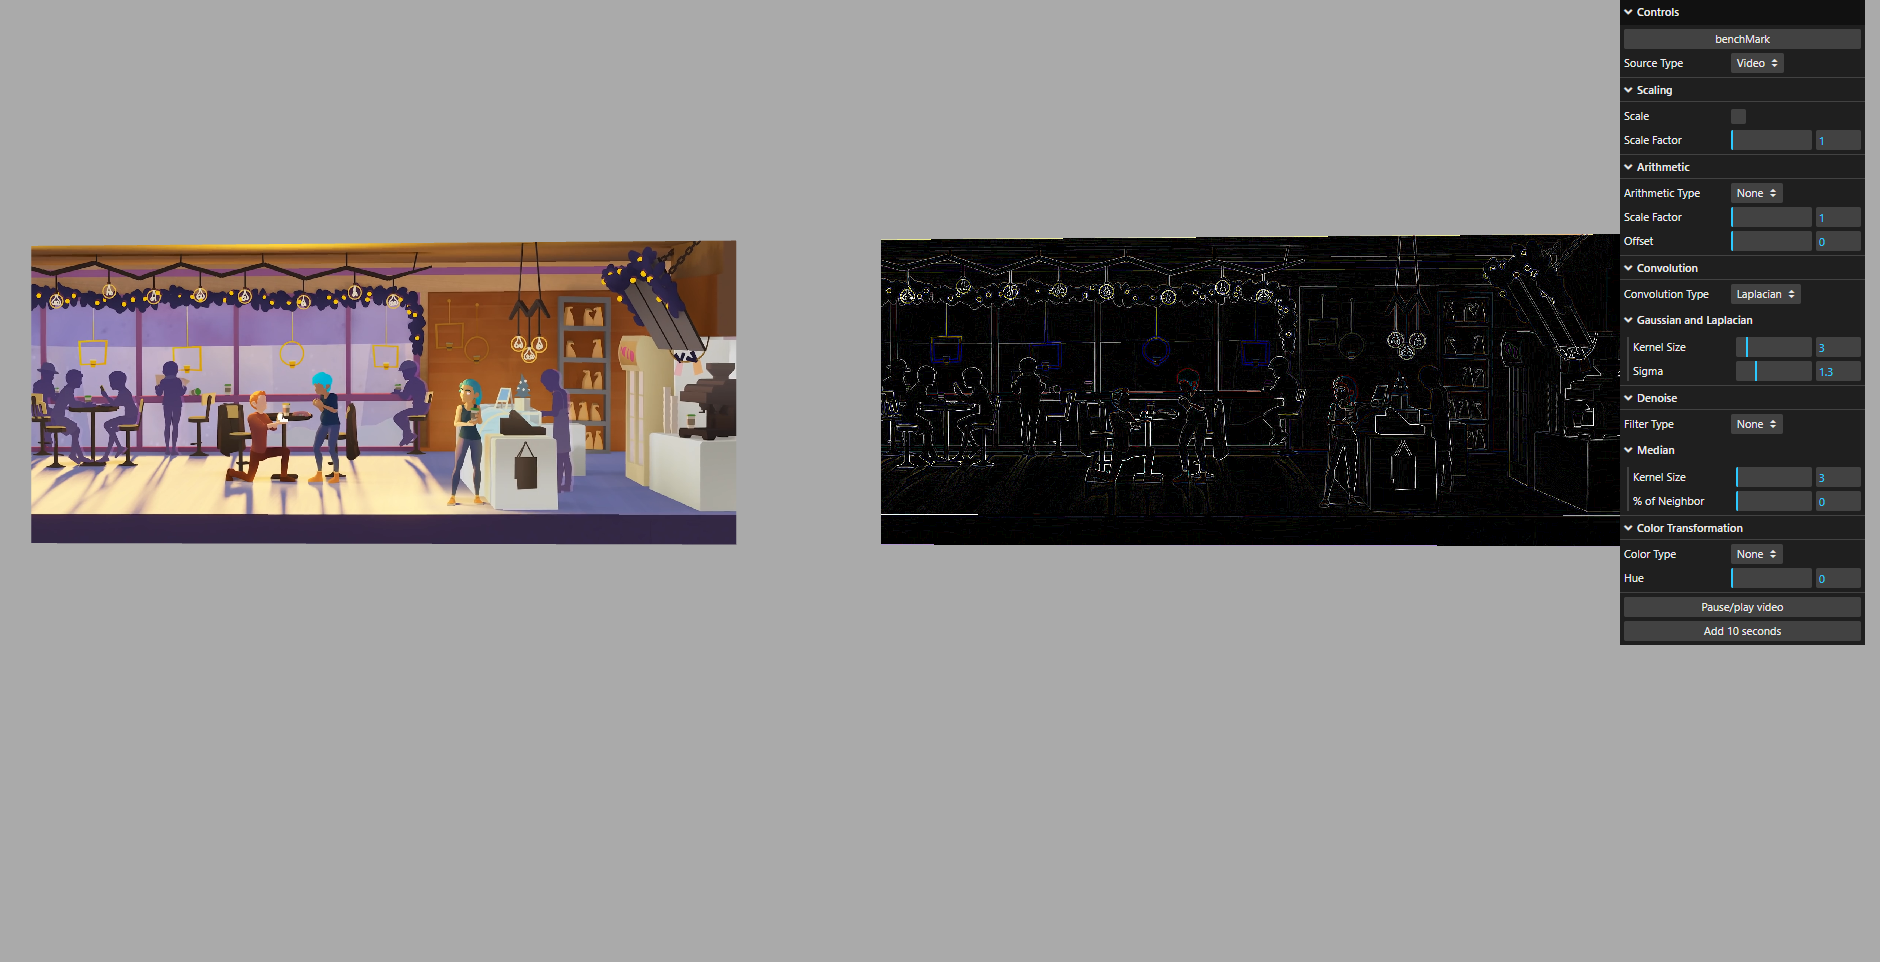 Controls
benchMark
Source Type Video
Scaling
Scale
Scale Factor 1
Arithmetic
Arithmetic Type None
Scale Factor 1
Offset 0
Convolution
Convolution Type Laplacian
Gaussian and Laplacian
Kernel Size 3
Sigma 1.3
Denoise
Filter Type None
Median
Kernel Size 3
% of Neighbor 0
Color Transformation
Color Type None
Hue 0
Pause/play video
Add 10 seconds